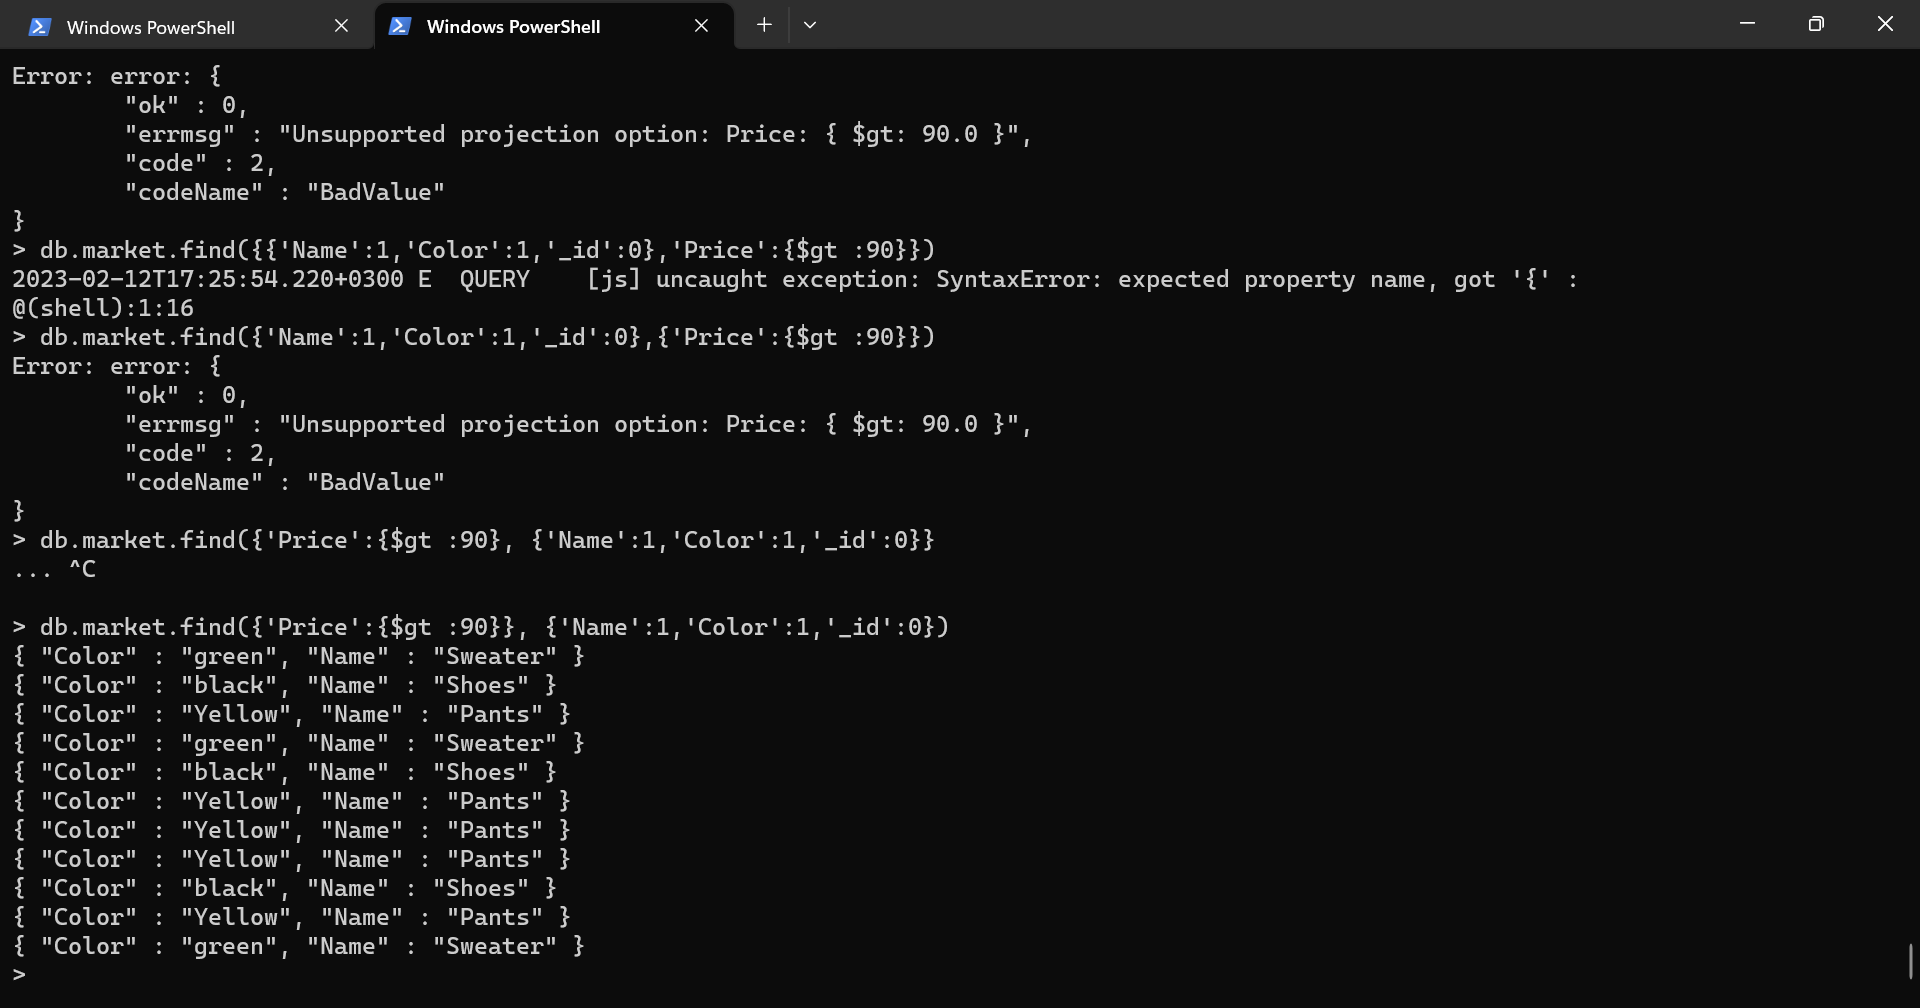 Windows PowerShell
Windows PowerShell
Error: error: {
        "ok" : 0,
        "errmsg" : "Unsupported projection option: Price: { $gt: 90.0 }",
        "code" : 2,
        "codeName" : "BadValue"
}
> db.market.find({{'Name':1,'Color':1,'_id':0},'Price':{$gt :90}})
2023-02-12T17:25:54.220+0300 E  QUERY    [js] uncaught exception: SyntaxError: expected property name, got '{' :
@(shell):1:16
> db.market.find({'Name':1,'Color':1,'_id':0},{'Price':{$gt :90}})
Error: error: {
        "ok" : 0,
        "errmsg" : "Unsupported projection option: Price: { $gt: 90.0 }",
        "code" : 2,
        "codeName" : "BadValue"
}
> db.market.find({'Price':{$gt :90}, {'Name':1,'Color':1,'_id':0}}
... ^C
> db.market.find({'Price':{$gt :90}}, {'Name':1,'Color':1,'_id':0})
{ "Color" : "green", "Name" : "Sweater" }
{ "Color" : "black", "Name" : "Shoes" }
{ "Color" : "Yellow", "Name" : "Pants" }
{ "Color" : "green", "Name" : "Sweater" }
{ "Color" : "black", "Name" : "Shoes" }
{ "Color" : "Yellow", "Name" : "Pants" }
{ "Color" : "Yellow", "Name" : "Pants" }
{ "Color" : "Yellow", "Name" : "Pants" }
{ "Color" : "black", "Name" : "Shoes" }
{ "Color" : "Yellow", "Name" : "Pants" }
{ "Color" : "green", "Name" : "Sweater" }
>